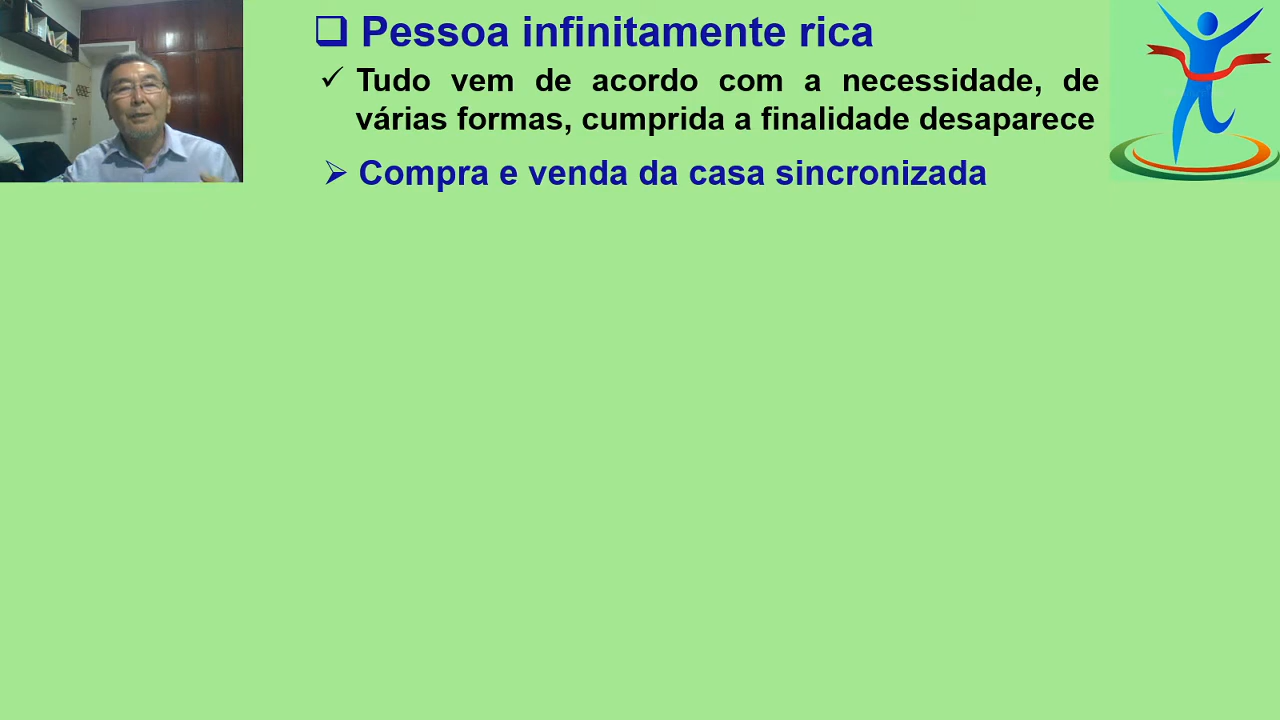 Pessoa infinitamente rica
Tudo vem de acordo com a necessidade, de
várias formas, cumprida a finalidade desaparece
Compra e venda da casa sincronizada